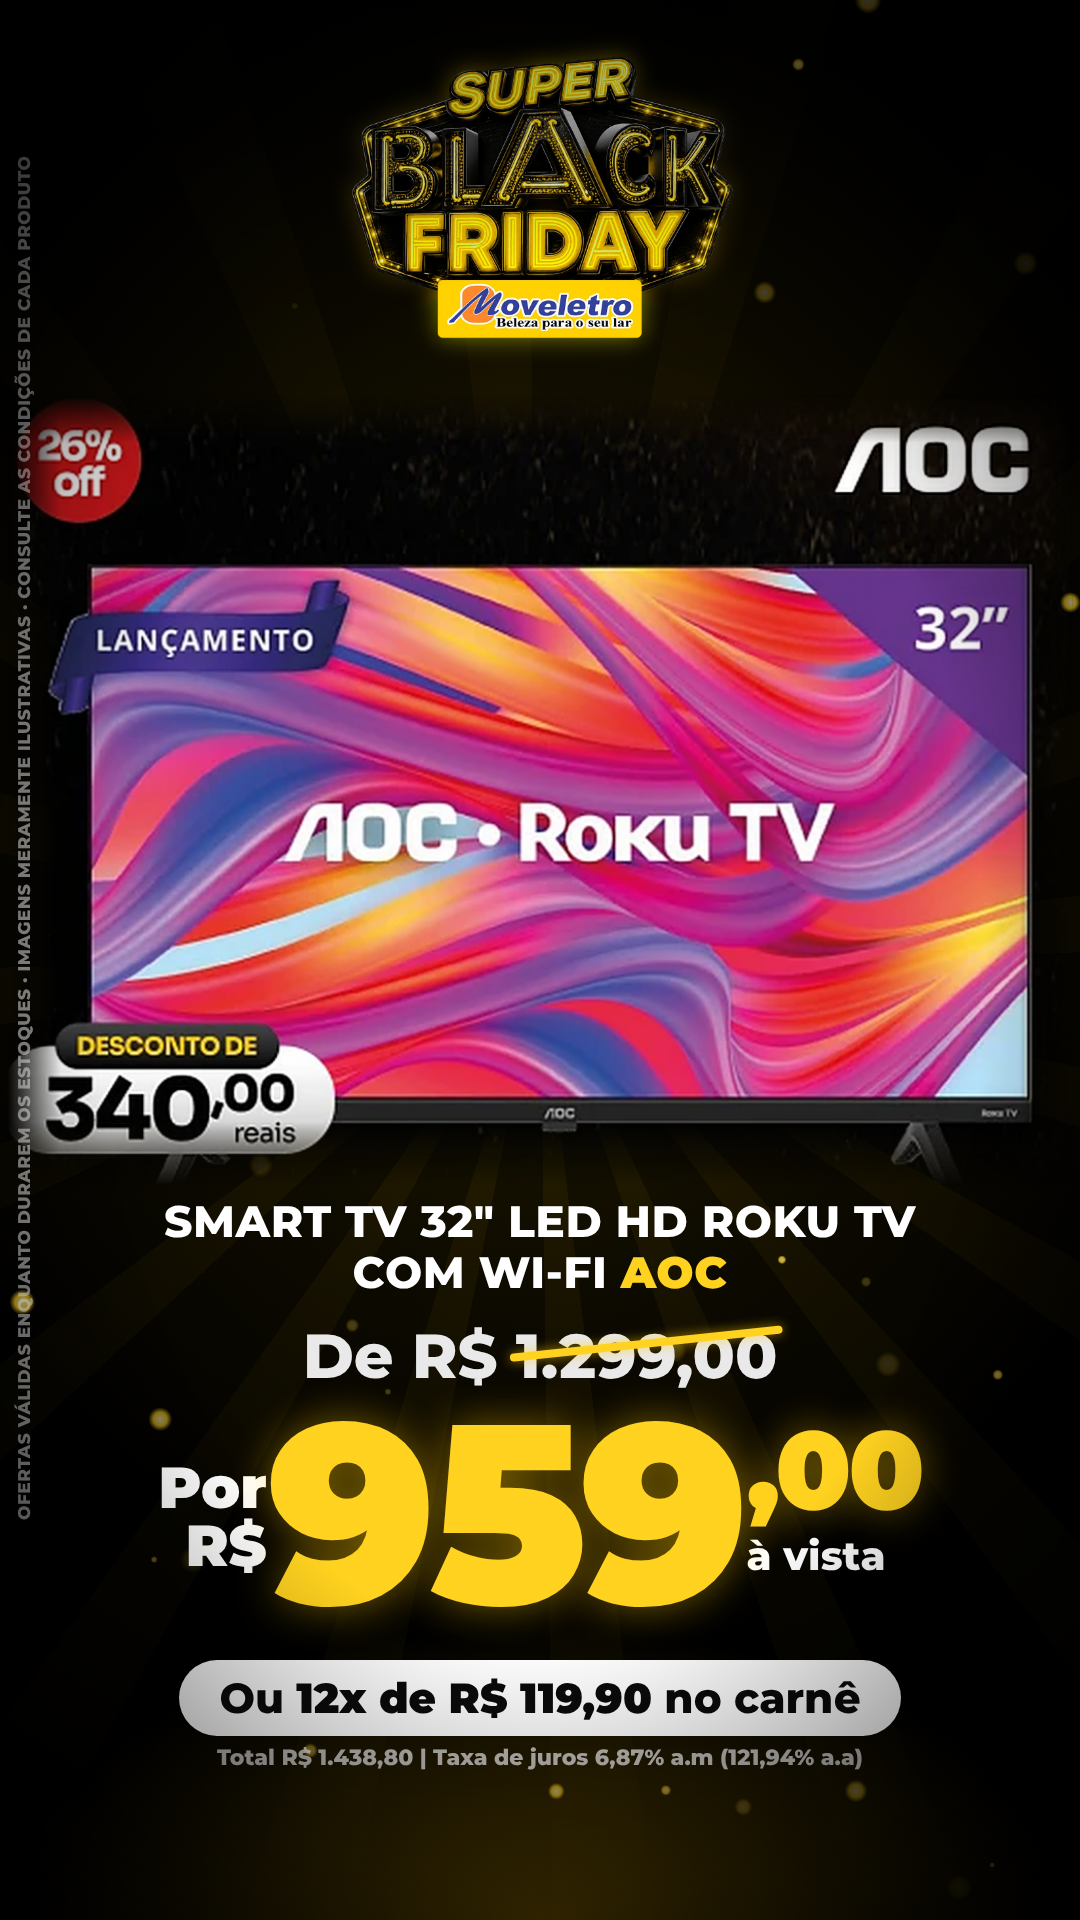 SUPER
BLACK
FRIDAY
Moveletro
Beleza para o seu lar
26%
off
AOC
LANÇAMENTO
32”
AOC • Roku TV
DESCONTO DE
340,00
reais
AOC
Roku TV
SMART TV 32" LED HD ROKU TV
COM WI-FI AOC
De R$ 1.299,00
Por
R$
959,00
à vista
Ou 12x de R$ 119,90 no carnê
Total R$ 1.438,80 | Taxa de juros 6,87% a.m (121,94% a.a)
OFERTAS VÁLIDAS ENQUANTO DURAREM OS ESTOQUES • IMAGENS MERAMENTE ILUSTRATIVAS • CONSULTE AS CONDIÇÕES DE CADA PRODUTO